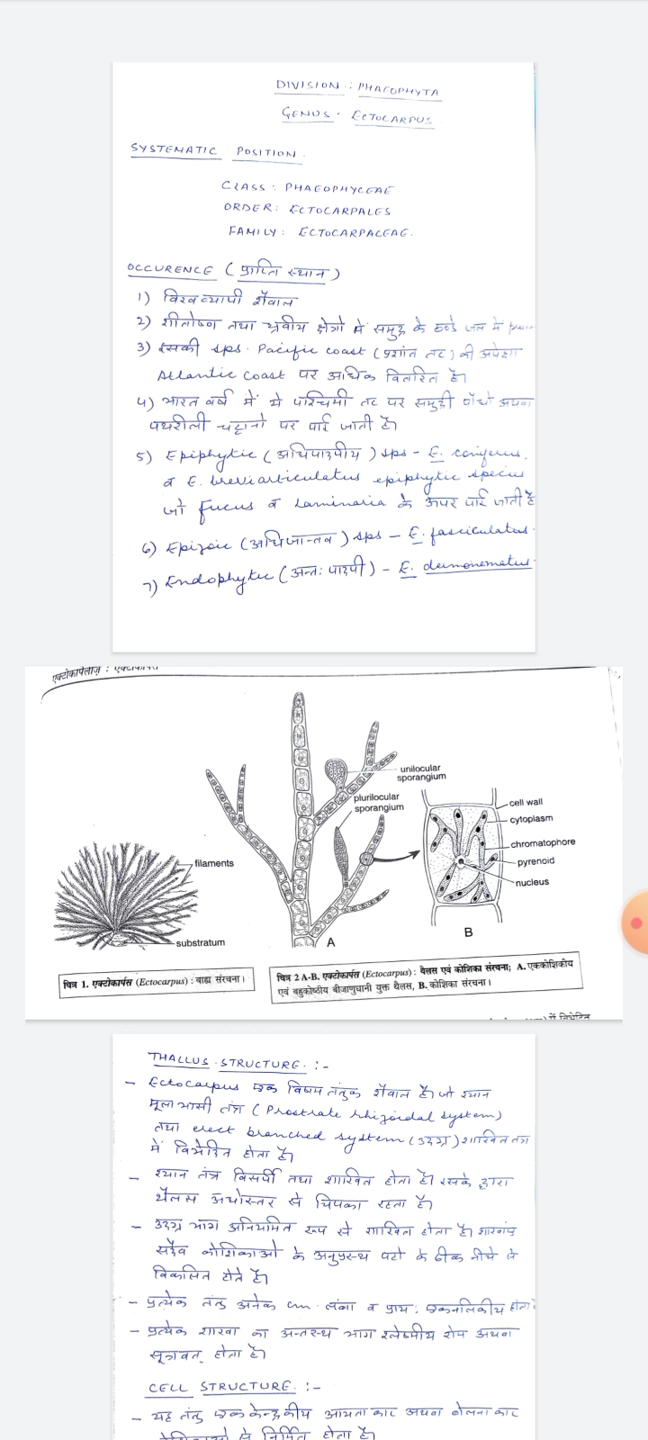 DIVISION : PHAEOPHYTA
GENUS · ECTOCARPUS
SYSTEMATIC POSITION
CLASS : PHAEOPHYCEAE
ORDER : ECTOCARPALES
FAMILY : ECTOCARPACEAE.
OCCURENCE ( प्राप्ति स्थान )
1) विश्वव्यापी शैवाल
2) शीतोष्ण तथा ध्रुवीय क्षेत्रो मे समुद्र के ठण्डे जल मे
3) इसकी sps. Pacific coast (प्रशांत तट) की अपेक्षा
Atlantic coast पर अधिक वितरित है।
4) भारत वर्ष में ये पश्चिमी तट पर समुद्री पौधो अथवा
पथरीली चट्टानो पर पाई जाती है।
5) Epiphytic (अधिपादपीय) sps - E.
व E. breviarticulatus epiphytic species
जो Fucus व Laminaria के ऊपर पाई जाती है
6) Epizoic (अधिजान्तव) sps - E. fasciculatus.
7) Endophytic (अन्तः पादपी) - E.
एक्टोकार्पेलीज़ : एक्टोकार्पस
unilocular
sporangium
plurilocular
sporangium
cell wall
cytoplasm
chromatophore
pyrenoid
nucleus
filaments
substratum
A
B
चित्र 1. एक्टोकार्पस (Ectocarpus) : बाह्य संरचना।
चित्र 2 A-B. एक्टोकार्पस (Ectocarpus) : थैलस एवं कोशिका संरचना; A. एककोशिकीय
एवं बहुकोष्ठीय बीजाणुधानी युक्त थैलस, B. कोशिका संरचना।
में विभेदित
THALLUS STRUCTURE : -
- Ectocarpus एक विषम तंतुक शैवाल है। जो श्यान
मूलाभासी तंत्र (Prostrate rhizoidal system)
तथा erect branched system (उदग्र) शाखित तंत्र
में विभेदित होता है।
- श्यान तंत्र विसर्पी तथा शाखित होता है। इसके द्वारा
थैलस अधोस्तर से चिपका रहता है।
- उदग्र भाग अनियमित रूप से शाखित होता है। शाखाएं
सदैव कोशिकाओ के अनुप्रस्थ पटो के ठीक नीचे से
विकसित होते है।
- प्रत्येक तंतु अनेक cm. लंबा व प्रायः एकनलिकीय होता
- प्रत्येक शाखा का अन्तस्थ भाग श्लेष्मीय रोम अथवा
सूत्रवत् होता है।
CELL STRUCTURE : -
- यह तंतु एककेन्द्रकीय आयताकार अथवा बेलनाकार
कोशिकाओ से निर्मित होता है।